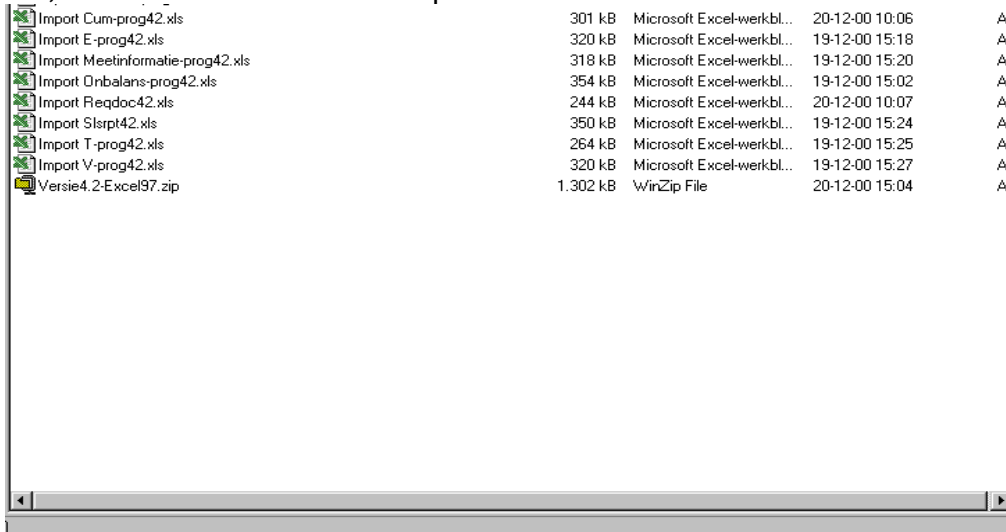 Import Cum-prog42.xls 301 kB Microsoft Excel-werkbl... 20-12-00 10:06 A
Import E-prog42.xls 320 kB Microsoft Excel-werkbl... 19-12-00 15:18 A
Import Meetinformatie-prog42.xls 318 kB Microsoft Excel-werkbl... 19-12-00 15:20 A
Import Onbalans-prog42.xls 354 kB Microsoft Excel-werkbl... 19-12-00 15:02 A
Import Reqdoc42.xls 244 kB Microsoft Excel-werkbl... 20-12-00 10:07 A
Import Slsrpt42.xls 350 kB Microsoft Excel-werkbl... 19-12-00 15:24 A
Import T-prog42.xls 264 kB Microsoft Excel-werkbl... 19-12-00 15:25 A
Import V-prog42.xls 320 kB Microsoft Excel-werkbl... 19-12-00 15:27 A
Versie4.2-Excel97.zip 1.302 kB WinZip File 20-12-00 15:04 A